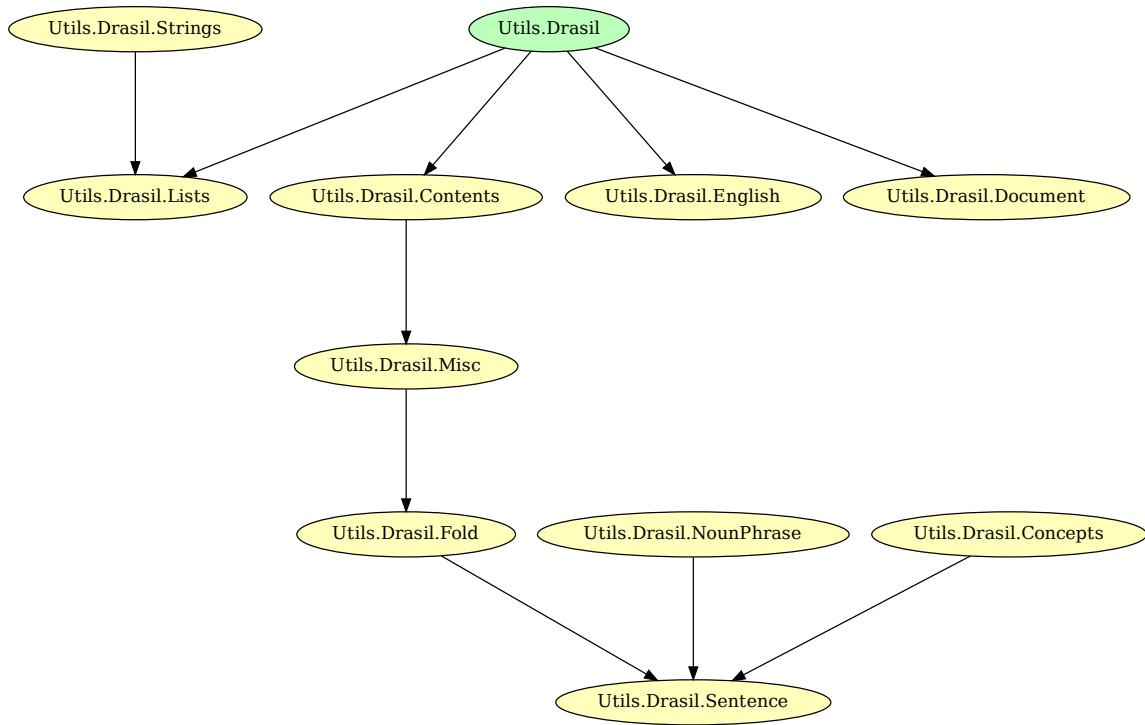 Utils.Drasil.Strings
Utils.Drasil
Utils.Drasil.Lists
Utils.Drasil.Contents
Utils.Drasil.English
Utils.Drasil.Document
Utils.Drasil.Misc
Utils.Drasil.Fold
Utils.Drasil.NounPhrase
Utils.Drasil.Concepts
Utils.Drasil.Sentence